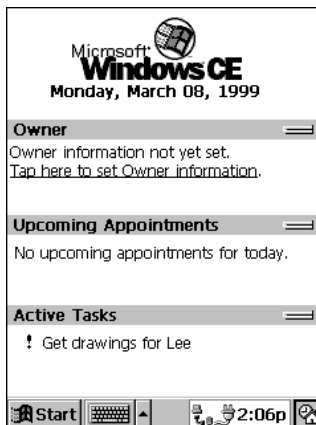 Microsoft
Windows CE
Monday, March 08, 1999
Owner
Owner information not yet set.
Tap here to set Owner information.
Upcoming Appointments
No upcoming appointments for today.
Active Tasks
! Get drawings for Lee
Start 2:06p